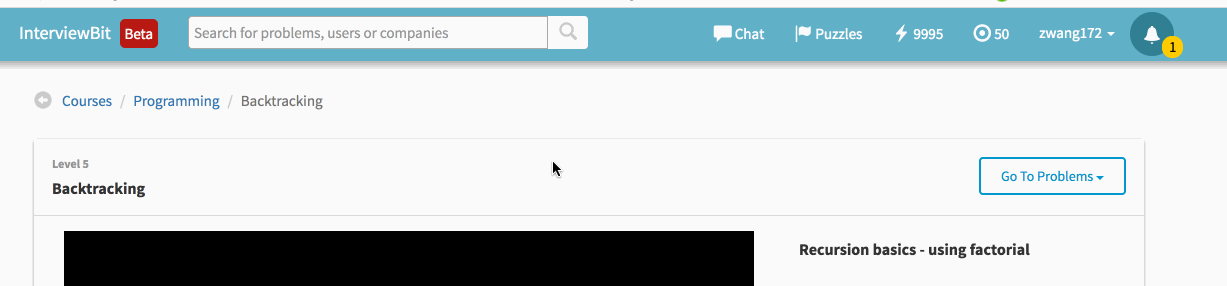 InterviewBit Beta Search for problems, users or companies Chat Puzzles 9995 50 zwang172 1
Courses / Programming / Backtracking
Level 5
Backtracking
Go To Problems
Recursion basics - using factorial